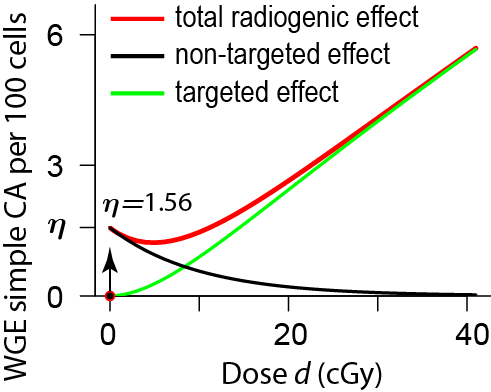 total radiogenic effect
non-targeted effect
targeted effect
WGE simple CA per 100 cells
6
3
η
0
η=1.56
0
20
40
Dose d (cGy)